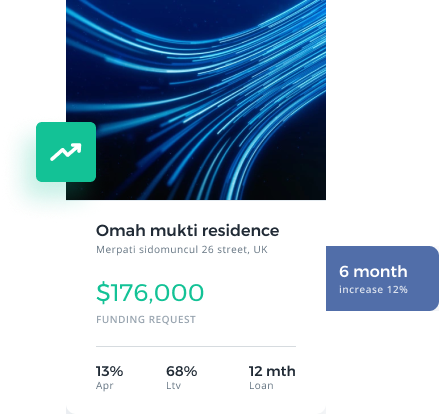 Omah mukti residence
Merpati sidomuncul 26 street, UK
$176,000
FUNDING REQUEST
6 month
increase 12%
13% 68% 12 mth
Apr Ltv Loan